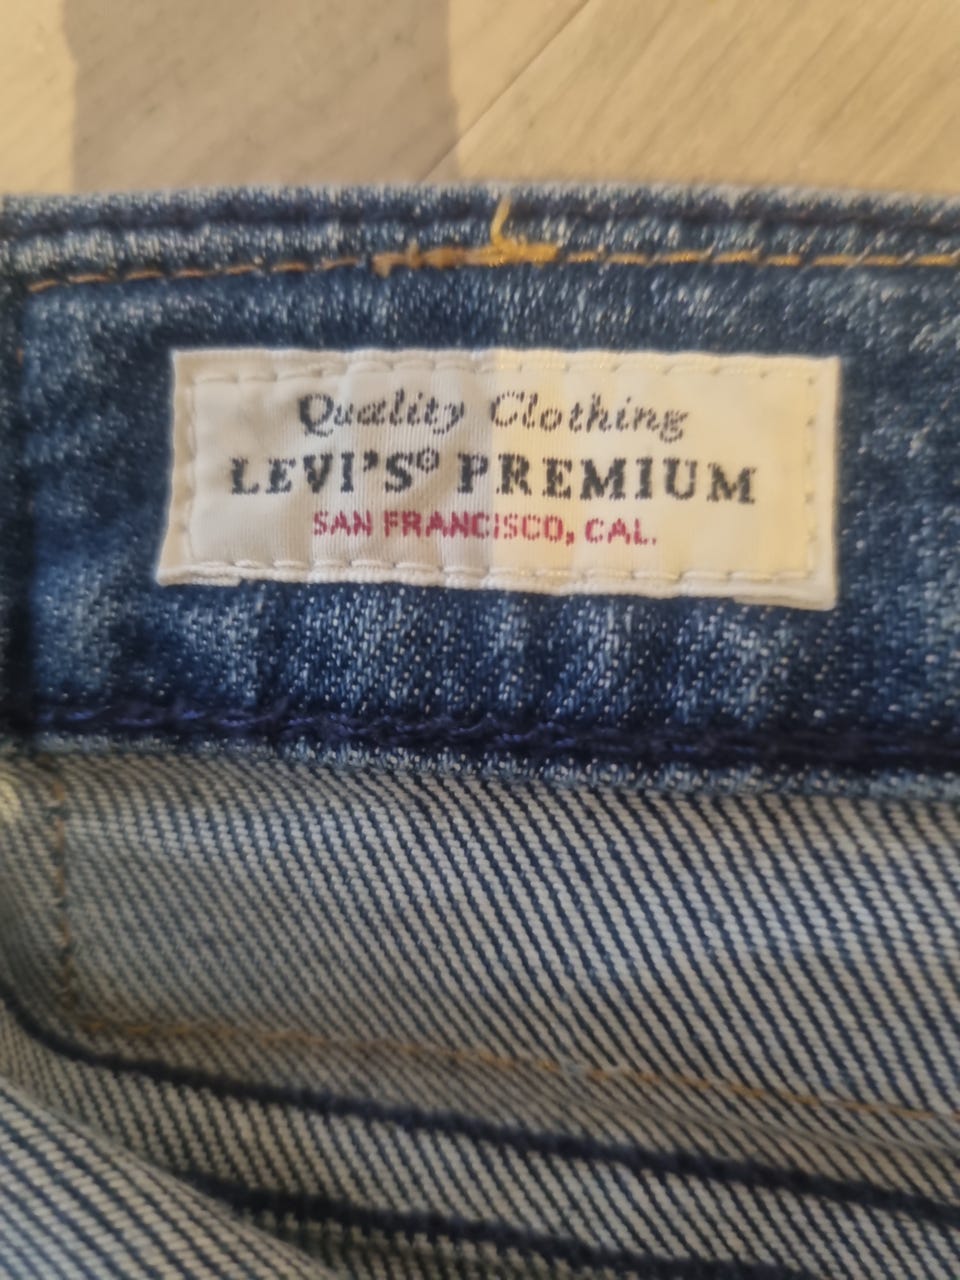 Quality Clothing
LEVI'S® PREMIUM
SAN FRANCISCO, CAL.